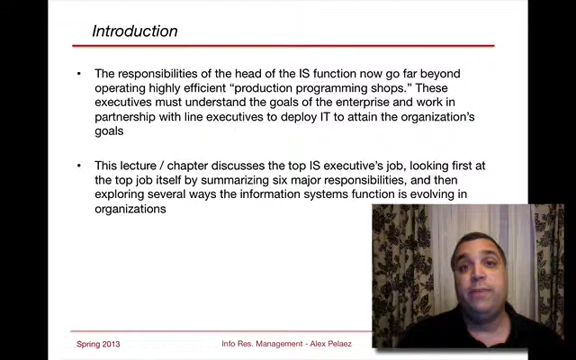 Introduction
• The responsibilities of the head of the IS function now go far beyond
operating highly efficient “production programming shops.” These
executives must understand the goals of the enterprise and work in
partnership with line executives to deploy IT to attain the organization’s
goals
• This lecture / chapter discusses the top IS executive’s job, looking first at
the top job itself by summarizing six major responsibilities, and then
exploring several ways the information systems function is evolving in
organizations
Spring 2013
Info Res. Management - Alex Pelaez